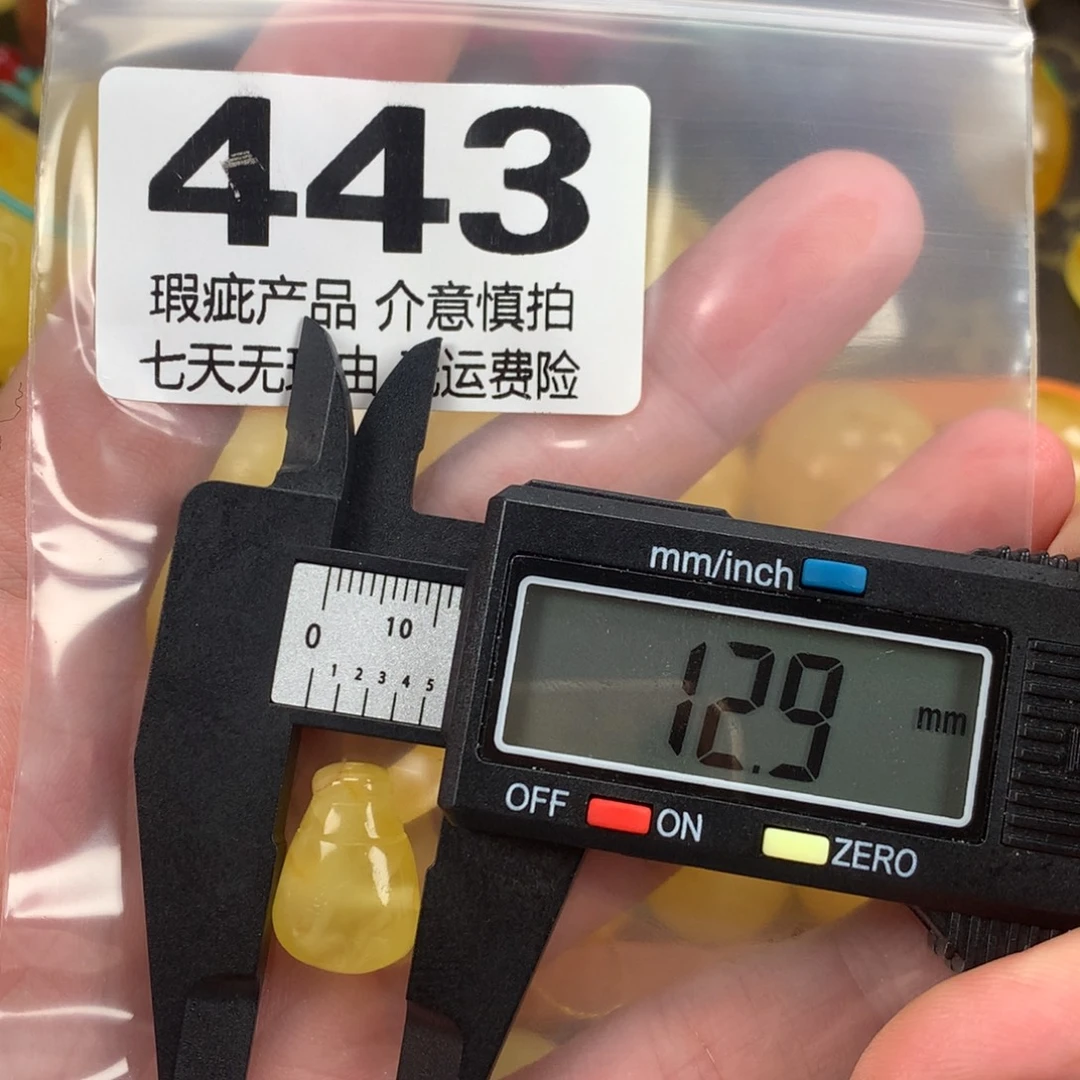 443
瑕疵产品 介意慎拍
七天无 由 运费险
mm/inch
0 10
1 2 3 4 5
12.9 mm
OFF ON ZERO